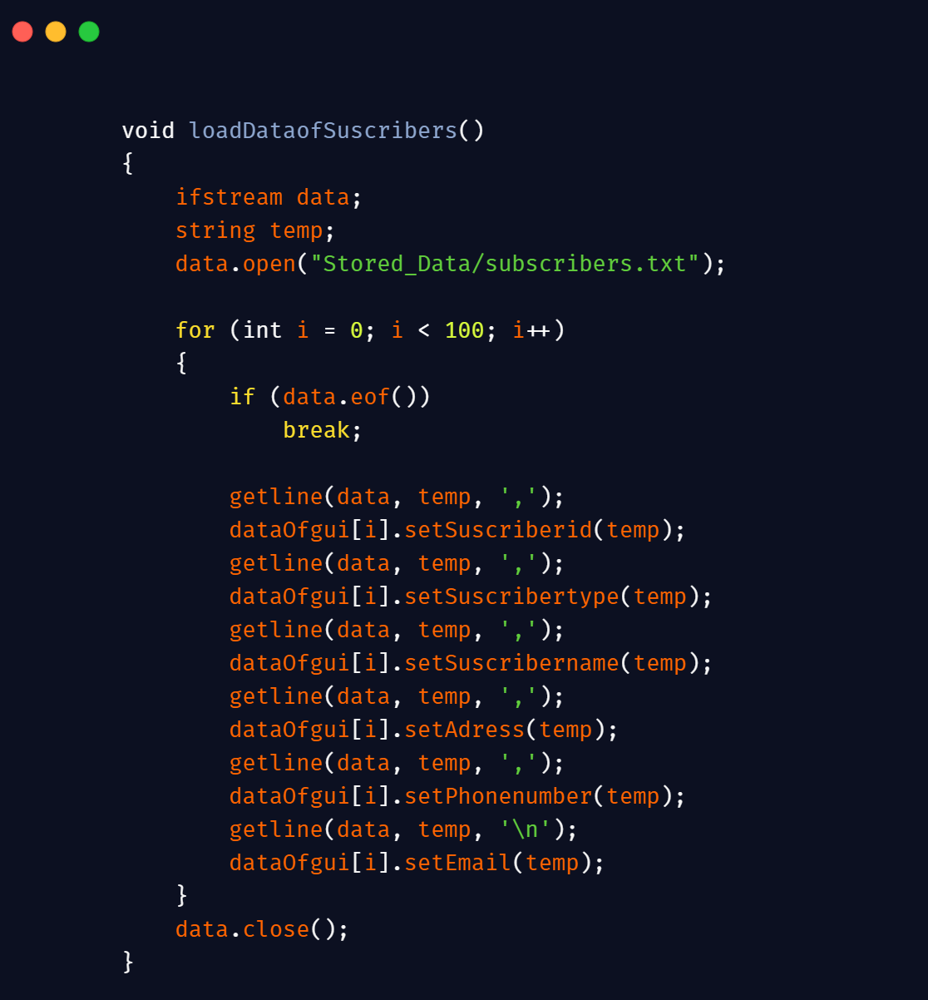 void loadDataofSuscribers()
{
    ifstream data;
    string temp;
    data.open("Stored_Data/subscribers.txt");

    for (int i = 0; i < 100; i++)
    {
        if (data.eof())
            break;

        getline(data, temp, ',');
        dataOfgui[i].setSuscriberid(temp);
        getline(data, temp, ',');
        dataOfgui[i].setSuscribertype(temp);
        getline(data, temp, ',');
        dataOfgui[i].setSuscribername(temp);
        getline(data, temp, ',');
        dataOfgui[i].setAdress(temp);
        getline(data, temp, ',');
        dataOfgui[i].setPhonenumber(temp);
        getline(data, temp, '\n');
        dataOfgui[i].setEmail(temp);
    }
    data.close();
}